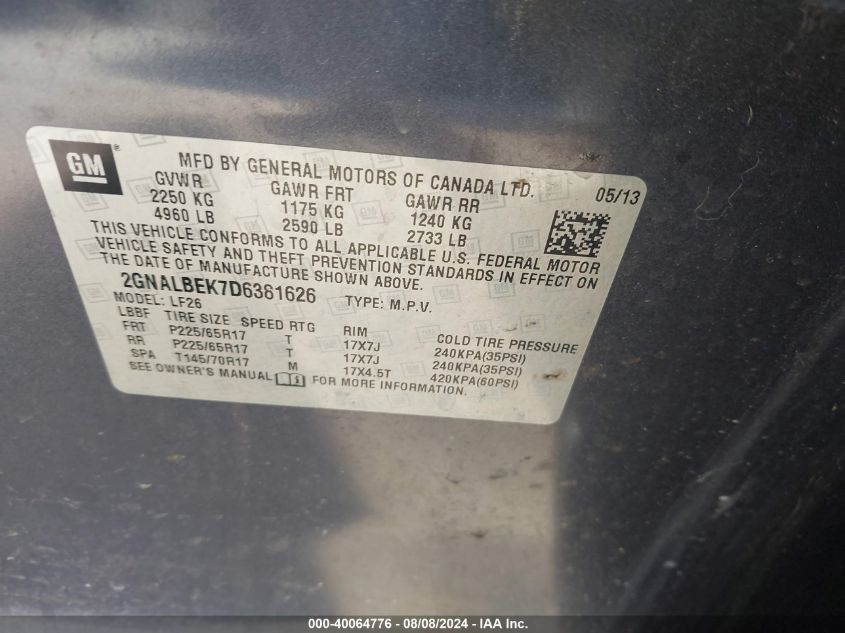 GM®
MFD BY GENERAL MOTORS OF CANADA LTD. 05/13
GVWR GAWR FRT GAWR RR
2250 KG 1175 KG 1240 KG
4960 LB 2590 LB 2733 LB
THIS VEHICLE CONFORMS TO ALL APPLICABLE U.S. FEDERAL MOTOR
VEHICLE SAFETY AND THEFT PREVENTION STANDARDS IN EFFECT ON
THE DATE OF MANUFACTURE SHOWN ABOVE.
2GNALBEK7D6381626 TYPE: M.P.V.
MODEL: LF26
LBBF TIRE SIZE SPEED RTG RIM COLD TIRE PRESSURE
FRT P225/65R17 T 17X7J 240KPA(35PSI)
RR P225/65R17 T 17X7J 240KPA(35PSI)
SPA T145/70R17 M 17X4.5T 420KPA(60PSI)
SEE OWNER'S MANUAL FOR MORE INFORMATION.
000-40064776 - 08/08/2024 - IAA Inc.